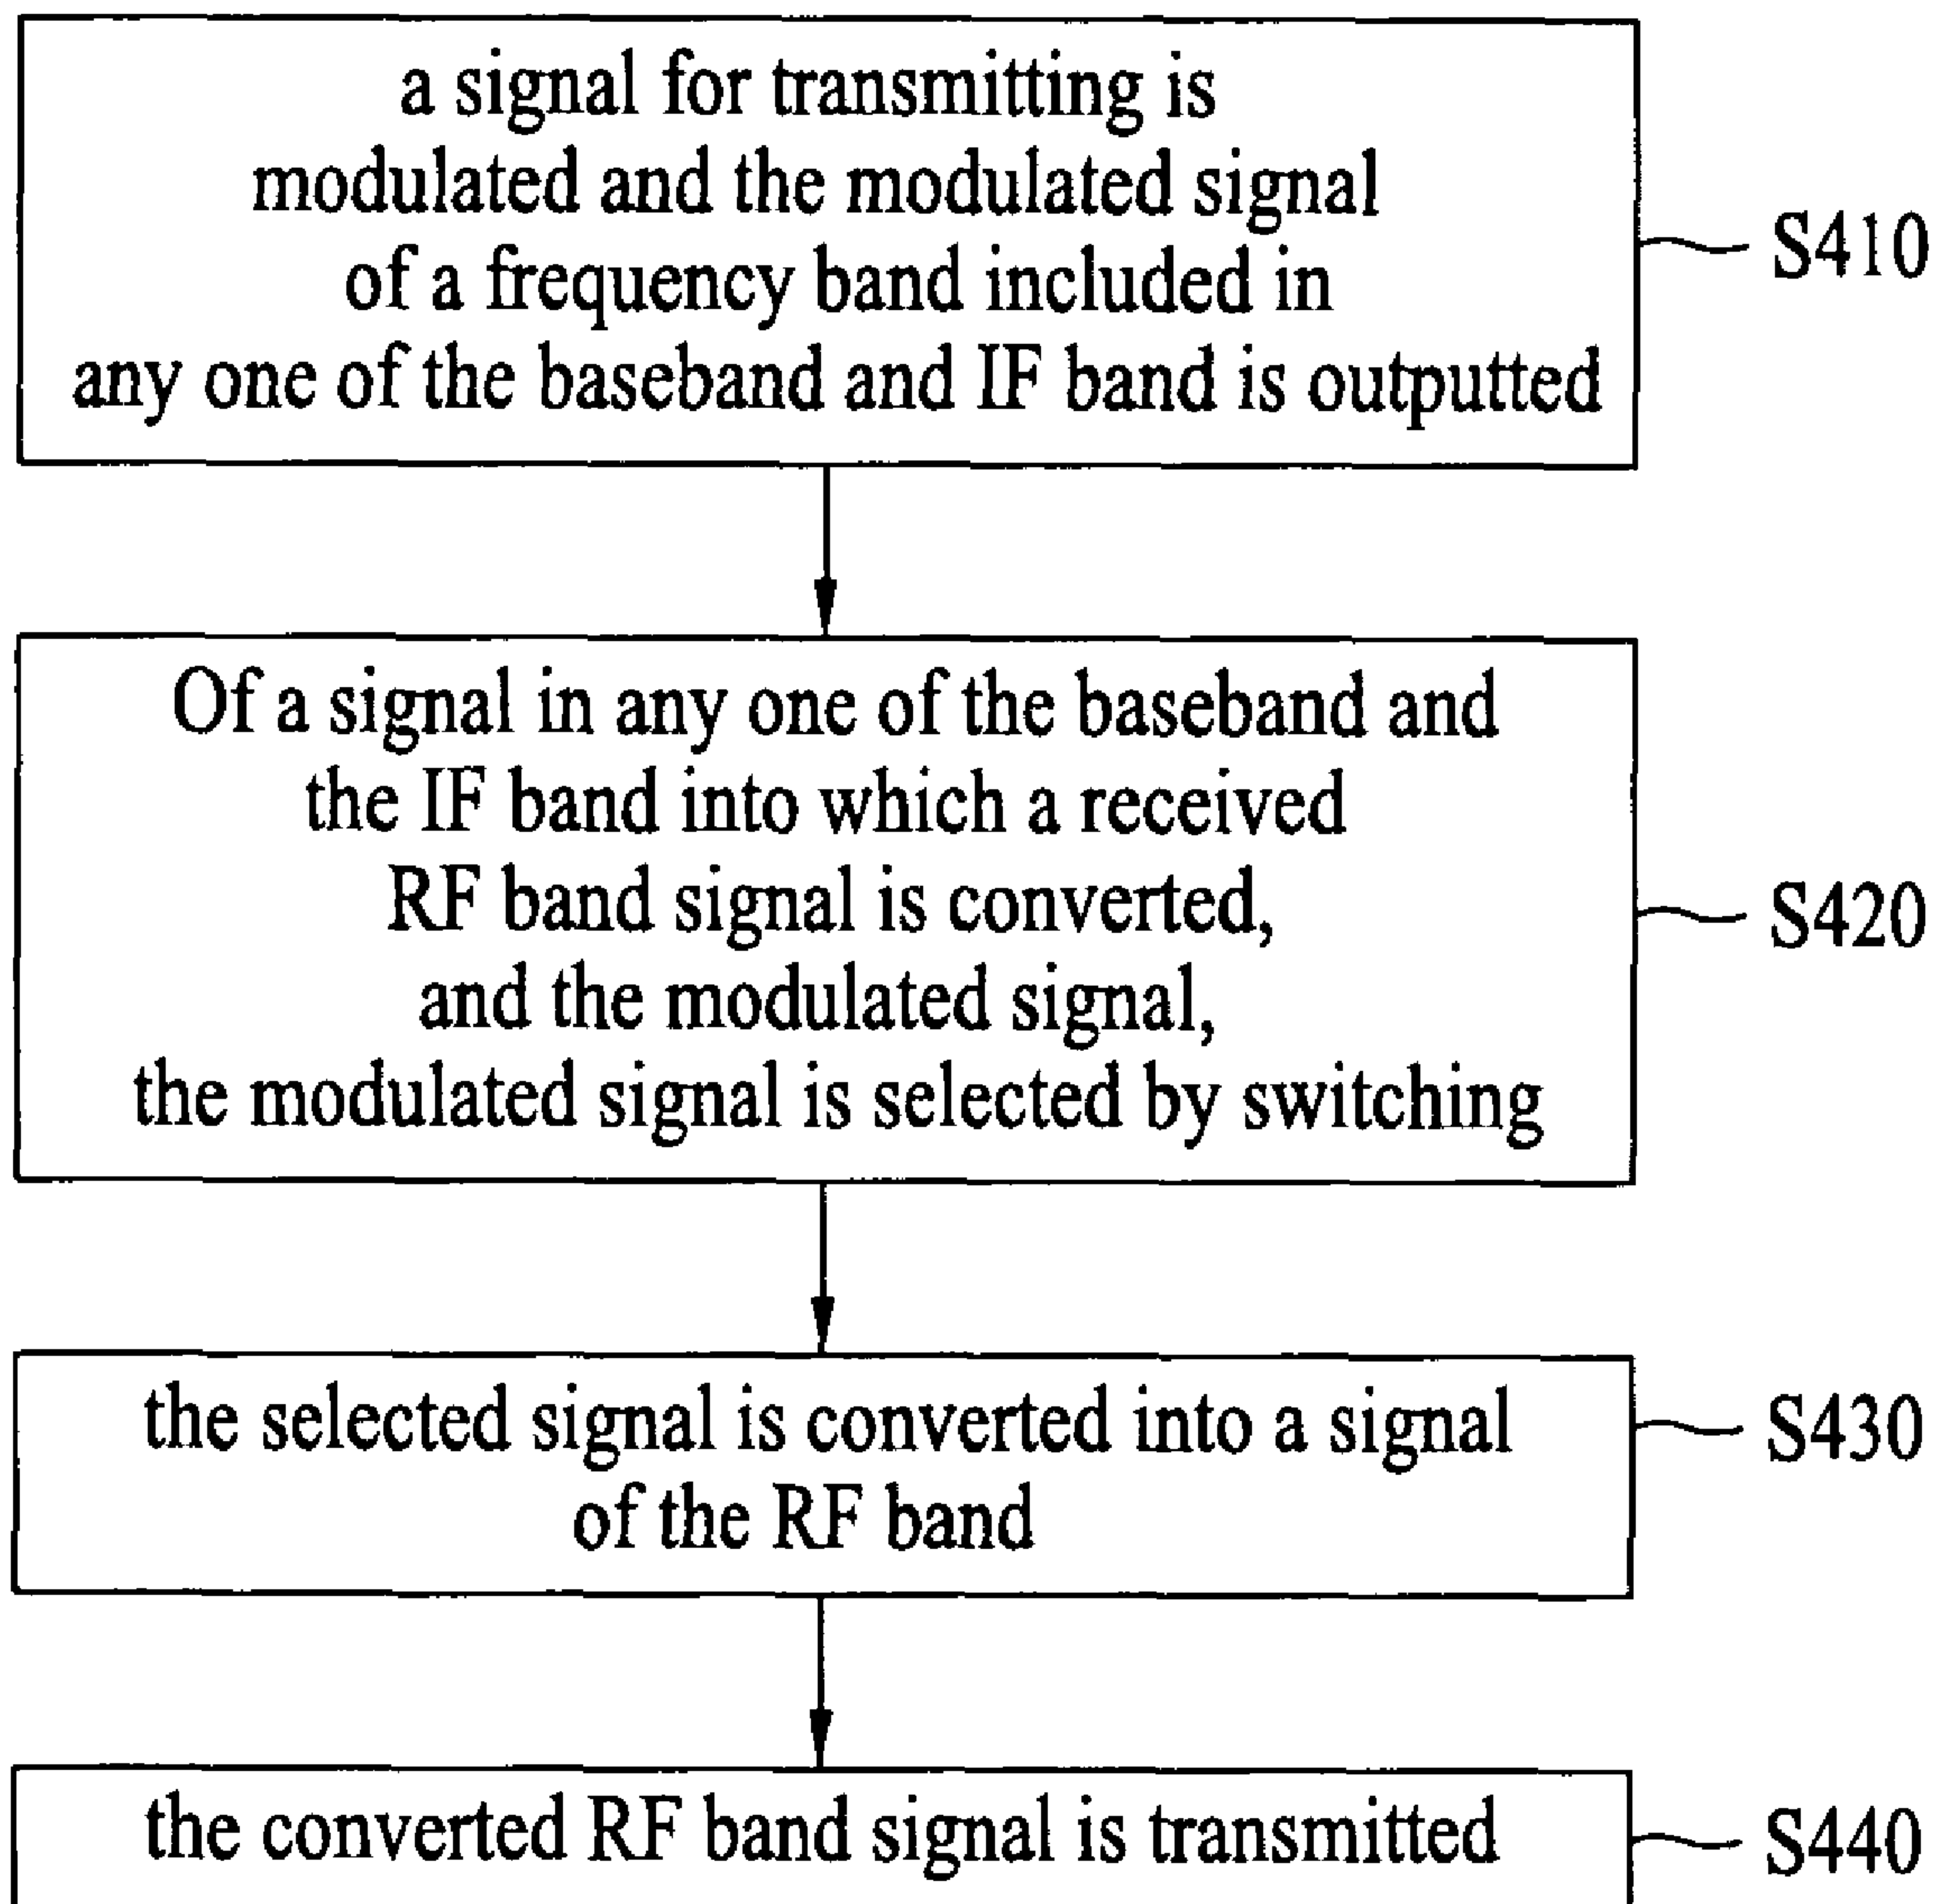 a signal for transmitting is
modulated and the modulated signal
of a frequency band included in
any one of the baseband and IF band is outputted
S410
Of a signal in any one of the baseband and
the IF band into which a received
RF band signal is converted,
and the modulated signal,
the modulated signal is selected by switching
S420
the selected signal is converted into a signal
of the RF band
S430
the converted RF band signal is transmitted
S440